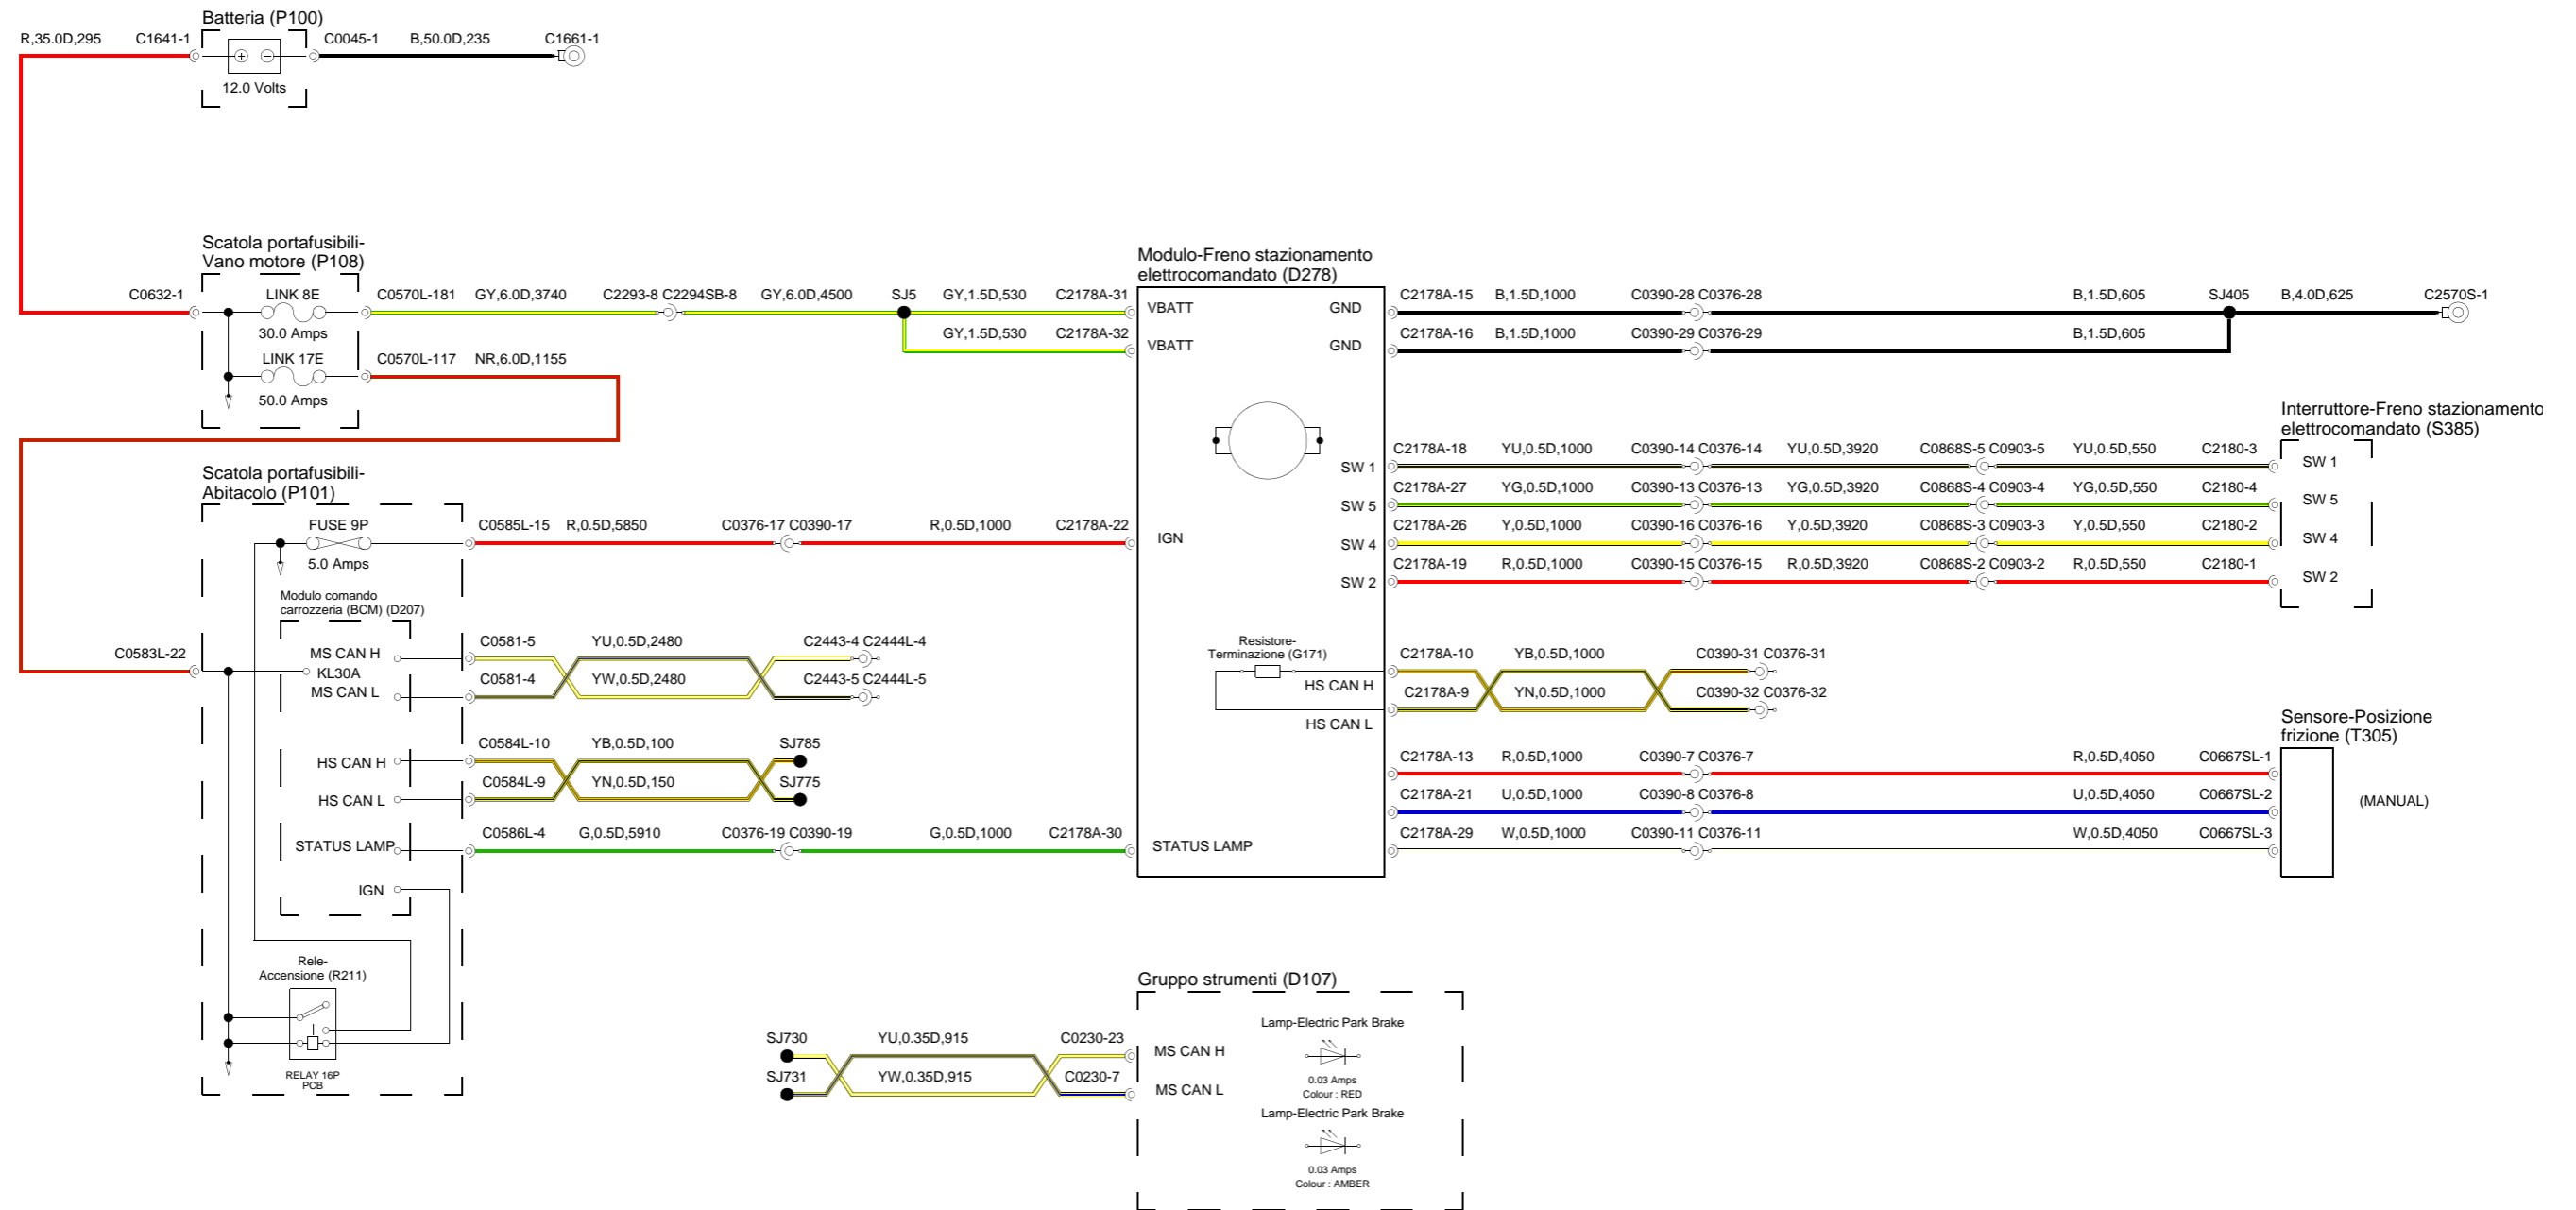 Batteria (P100)
R,35.0D,295 C1641-1 C0045-1 B,50.0D,235 C1661-1
12.0 Volts
Scatola portafusibili-
Vano motore (P108)
C0632-1 LINK 8E C0570L-181 GY,6.0D,3740 C2293-8 C2294SB-8 GY,6.0D,4500 SJ5 GY,1.5D,530 C2178A-31
30.0 Amps
GY,1.5D,530 C2178A-32
LINK 17E C0570L-117 NR,6.0D,1155
50.0 Amps
Modulo-Freno stazionamento
elettrocomandato (D278)
VBATT GND
VBATT GND
C2178A-15 B,1.5D,1000 C0390-28 C0376-28 B,1.5D,605 SJ405 B,4.0D,625 C2570S-1
C2178A-16 B,1.5D,1000 C0390-29 C0376-29 B,1.5D,605
Interruttore-Freno stazionamento
elettrocomandato (S385)
C2178A-18 YU,0.5D,1000 C0390-14 C0376-14 YU,0.5D,3920 C0868S-5 C0903-5 YU,0.5D,550 C2180-3
SW 1 SW 1
C2178A-27 YG,0.5D,1000 C0390-13 C0376-13 YG,0.5D,3920 C0868S-4 C0903-4 YG,0.5D,550 C2180-4
SW 5 SW 5
C2178A-26 Y,0.5D,1000 C0390-16 C0376-16 Y,0.5D,3920 C0868S-3 C0903-3 Y,0.5D,550 C2180-2
SW 4 SW 4
C2178A-19 R,0.5D,1000 C0390-15 C0376-15 R,0.5D,3920 C0868S-2 C0903-2 R,0.5D,550 C2180-1
SW 2 SW 2
Scatola portafusibili-
Abitacolo (P101)
FUSE 9P C0585L-15 R,0.5D,5850 C0376-17 C0390-17 R,0.5D,1000 C2178A-22
IGN
5.0 Amps
Modulo comando
carrozzeria (BCM) (D207)
C0583L-22
MS CAN H C0581-5 YU,0.5D,2480 C2443-4 C2444L-4
KL30A
MS CAN L C0581-4 YW,0.5D,2480 C2443-5 C2444L-5
HS CAN H C0584L-10 YB,0.5D,100 SJ785
HS CAN L C0584L-9 YN,0.5D,150 SJ775
STATUS LAMP C0586L-4 G,0.5D,5910 C0376-19 C0390-19 G,0.5D,1000 C2178A-30
STATUS LAMP
IGN
Resistore-
Terminazione (G171)
HS CAN H C2178A-10 YB,0.5D,1000 C0390-31 C0376-31
HS CAN L C2178A-9 YN,0.5D,1000 C0390-32 C0376-32
Sensore-Posizione
frizione (T305)
C2178A-13 R,0.5D,1000 C0390-7 C0376-7 R,0.5D,4050 C0667SL-1
C2178A-21 U,0.5D,1000 C0390-8 C0376-8 U,0.5D,4050 C0667SL-2
(MANUAL)
C2178A-29 W,0.5D,1000 C0390-11 C0376-11 W,0.5D,4050 C0667SL-3
Rele-
Accensione (R211)
RELAY 16P
PCB
Gruppo strumenti (D107)
SJ730 YU,0.35D,915 C0230-23 MS CAN H
SJ731 YW,0.35D,915 C0230-7 MS CAN L
Lamp-Electric Park Brake
0.03 Amps
Colour : RED
Lamp-Electric Park Brake
0.03 Amps
Colour : AMBER